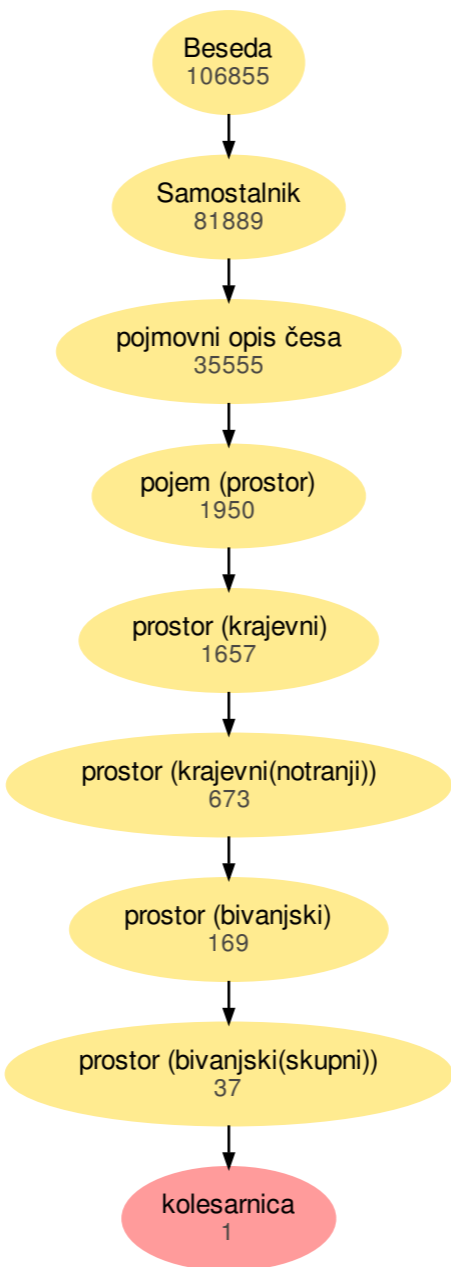 Beseda
106855
Samostalnik
81889
pojmovni opis česa
35555
pojem (prostor)
1950
prostor (krajevni)
1657
prostor (krajevni(notranji))
673
prostor (bivanjski)
169
prostor (bivanjski(skupni))
37
kolesarnica
1